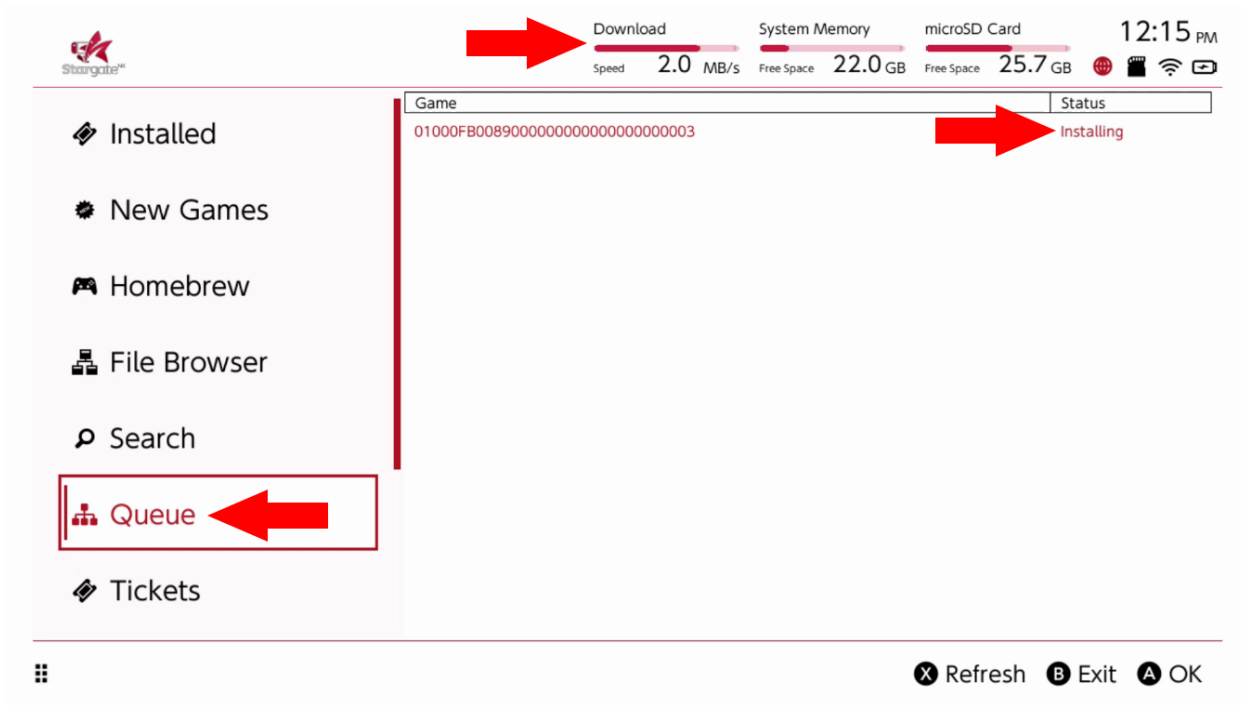 Stargate NX
Download
System Memory
microSD Card
12:15 PM
Speed 2.0 MB/s
Free Space 22.0 GB
Free Space 25.7 GB
Game
Status
01000FB0089000000000000000000003
Installing
Installed
New Games
Homebrew
File Browser
Search
Queue
Tickets
X Refresh B Exit A OK